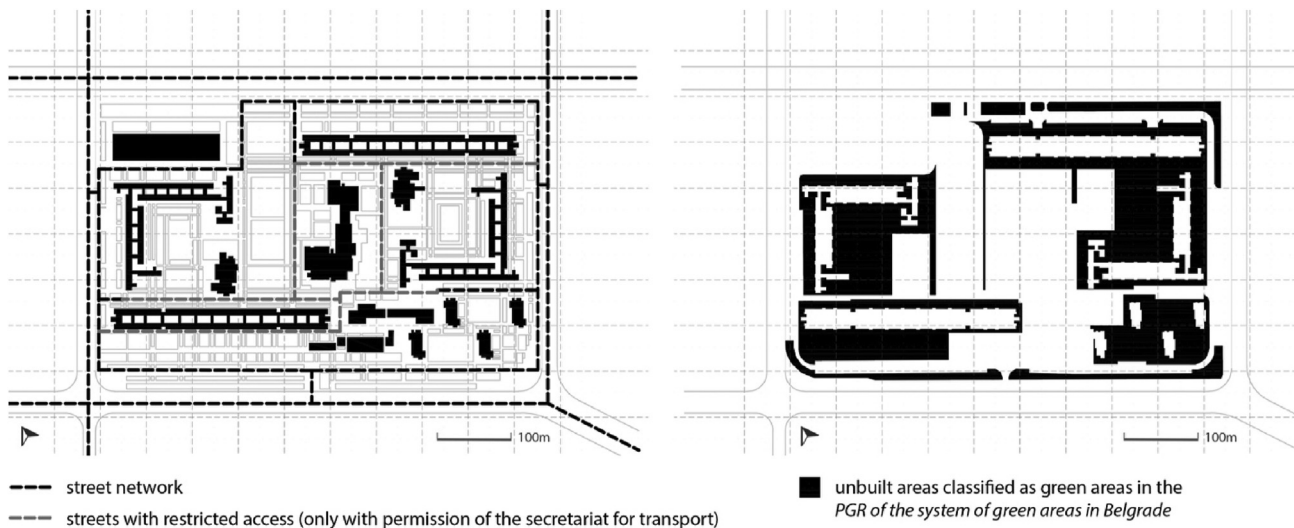 100m
100m
street network
streets with restricted access (only with permission of the secretariat for transport)
unbuilt areas classified as green areas in the
PGR of the system of green areas in Belgrade